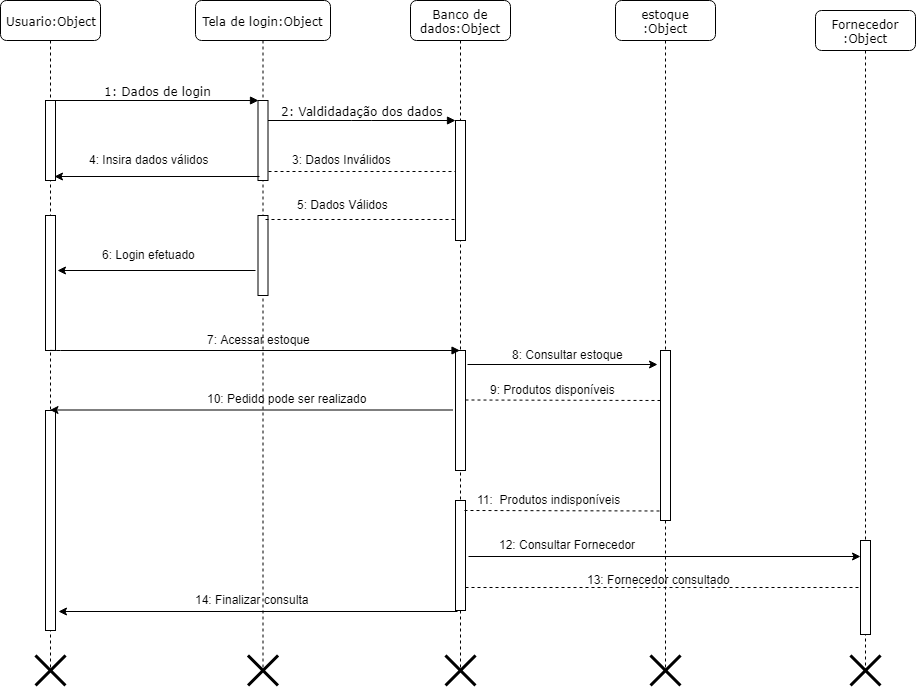 Usuario:Object
Tela de login:Object
Banco de
dados:Object
estoque
:Object
Fornecedor
:Object
1: Dados de login
2: Valdidadação dos dados
4: Insira dados válidos
3: Dados Inválidos
5: Dados Válidos
6: Login efetuado
7: Acessar estoque
8: Consultar estoque
9: Produtos disponíveis
10: Pedido pode ser realizado
11: Produtos indisponíveis
12: Consultar Fornecedor
13: Fornecedor consultado
14: Finalizar consulta